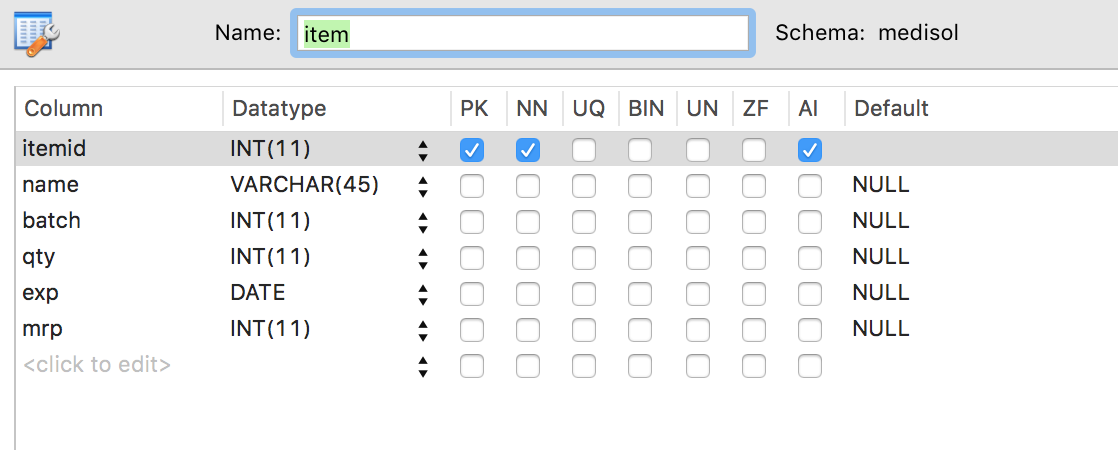 Name: item Schema: medisol
Column Datatype PK NN UQ BIN UN ZF AI Default
itemid INT(11)
name VARCHAR(45) NULL
batch INT(11) NULL
qty INT(11) NULL
exp DATE NULL
mrp INT(11) NULL
<click to edit>